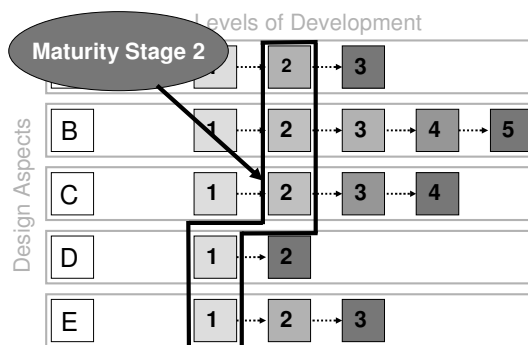 Levels of Development
Maturity Stage 2
Design Aspects
2 3
B 1 2 3 4 5
C 1 2 3 4
D 1 2
E 1 2 3